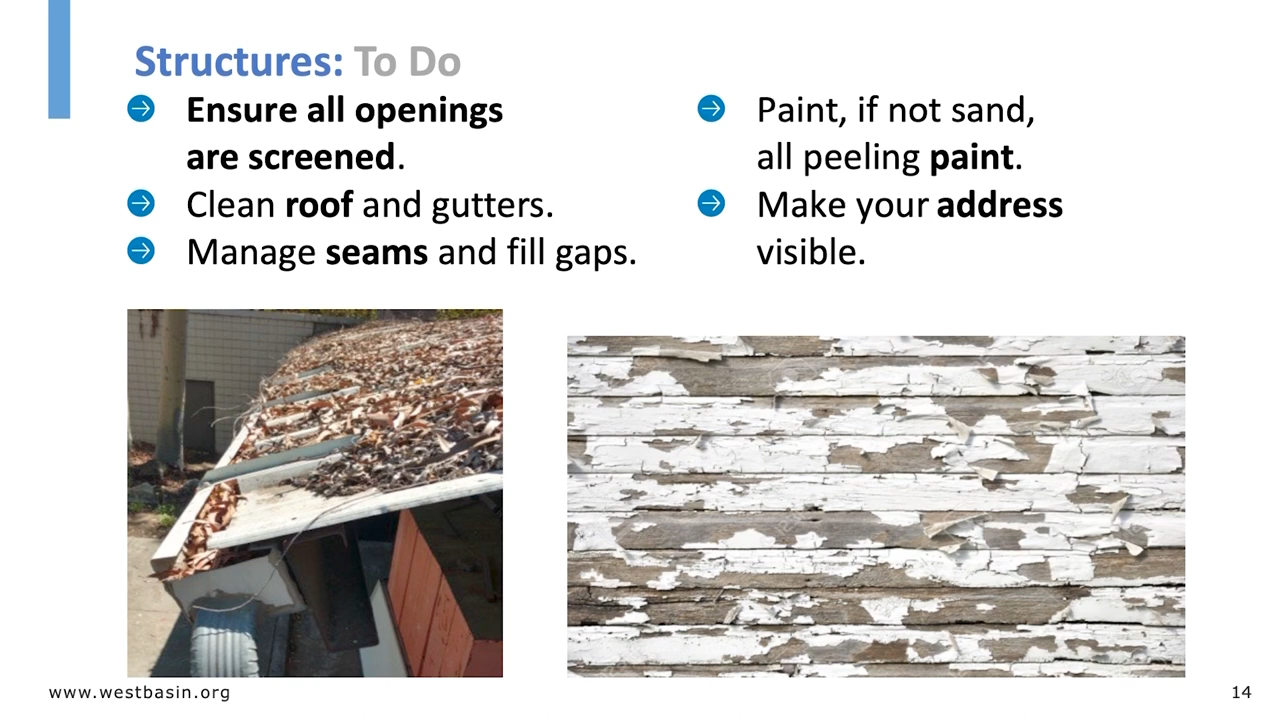 Structures: To Do
Ensure all openings
are screened.
Clean roof and gutters.
Manage seams and fill gaps.
Paint, if not sand,
all peeling paint.
Make your address
visible.
www.westbasin.org
14